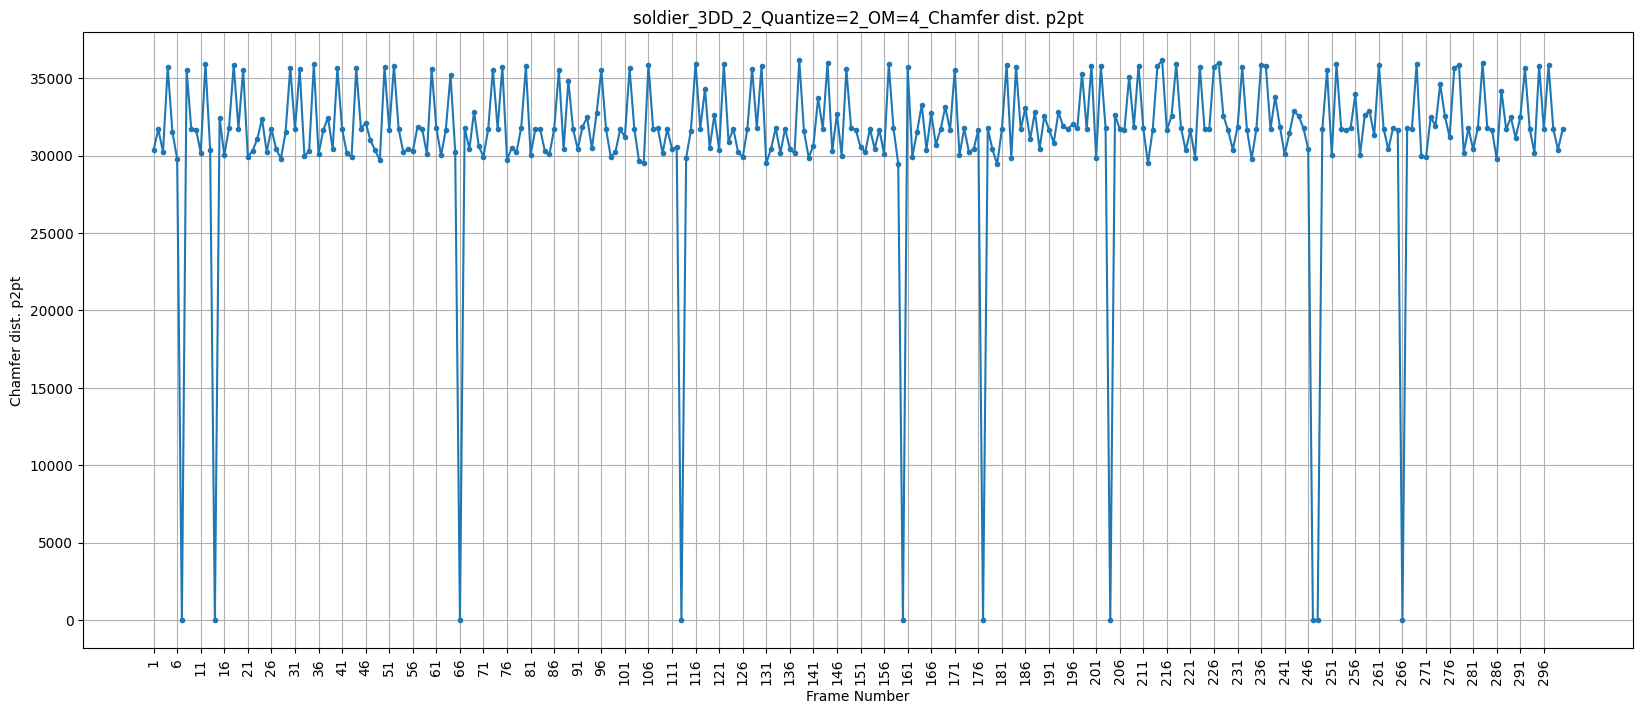 soldier_3DD_2_Quantize=2_OM=4_Chamfer dist. p2pt
Chamfer dist. p2pt
35000
30000
25000
20000
15000
10000
5000
0
1 6 11 16 21 26 31 36 41 46 51 56 61 66 71 76 81 86 91 96 101 106 111 116 121 126 131 136 141 146 151 156 161 166 171 176 181 186 191 196 201 206 211 216 221 226 231 236 241 246 251 256 261 266 271 276 281 286 291 296
Frame Number